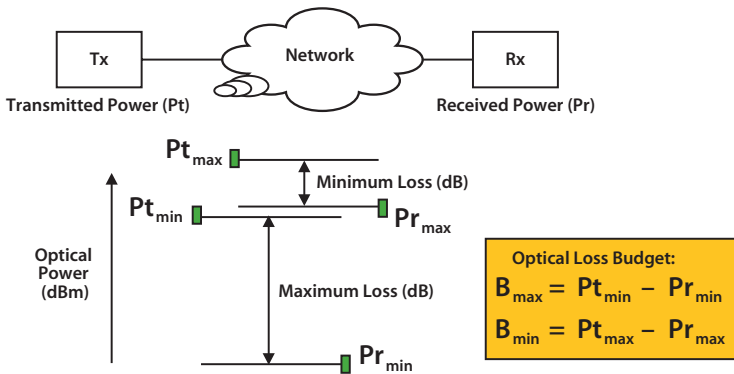 Tx
Network
Rx
Transmitted Power (Pt)
Received Power (Pr)
Pt max
Minimum Loss (dB)
Pt min
Pr max
Optical
Power
(dBm)
Maximum Loss (dB)
Pr min
Optical Loss Budget:
B max = Pt min – Pr min
B min = Pt max – Pr max